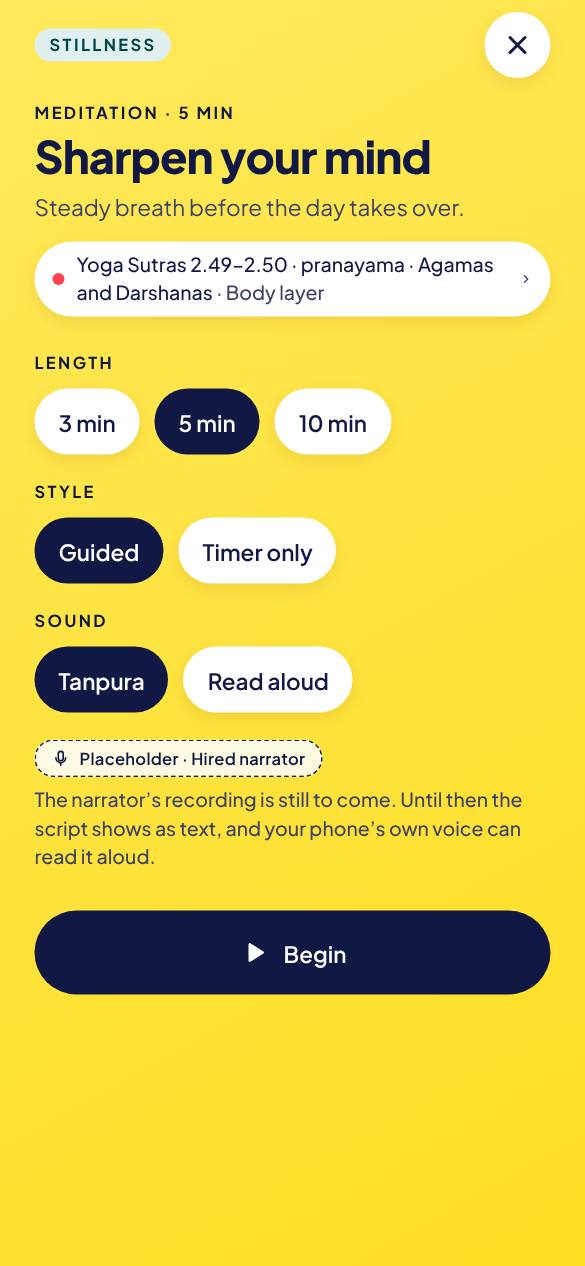 STILLNESS
MEDITATION · 5 MIN
Sharpen your mind
Steady breath before the day takes over.
Yoga Sutras 2.49–2.50 · pranayama · Agamas
and Darshanas · Body layer
LENGTH
3 min
5 min
10 min
STYLE
Guided
Timer only
SOUND
Tanpura
Read aloud
Placeholder · Hired narrator
The narrator’s recording is still to come. Until then the
script shows as text, and your phone’s own voice can
read it aloud.
Begin